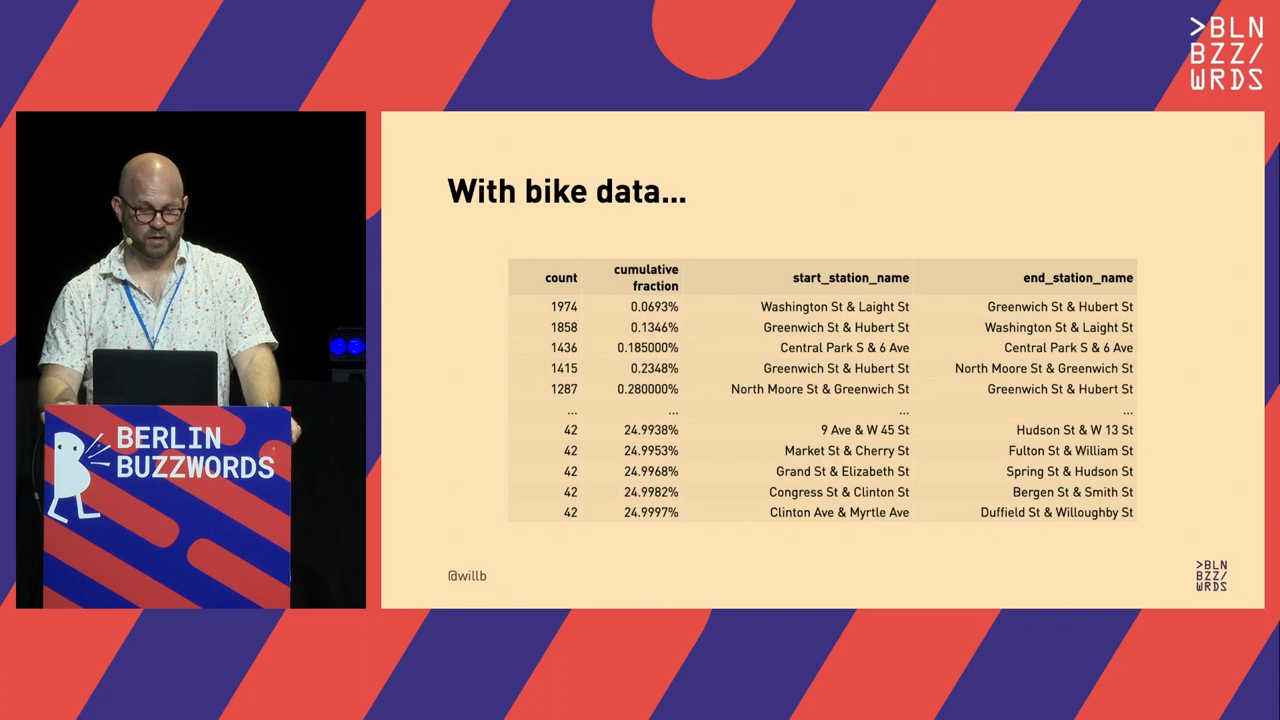 >BLN
BZZ/
WRDS
With bike data...
count cumulative fraction start_station_name end_station_name
1974 0.0693% Washington St & Laight St Greenwich St & Hubert St
1858 0.1346% Greenwich St & Hubert St Washington St & Laight St
1436 0.185000% Central Park S & 6 Ave Central Park S & 6 Ave
1415 0.2348% Greenwich St & Hubert St North Moore St & Greenwich St
1287 0.280000% North Moore St & Greenwich St Greenwich St & Hubert St
... ... ... ...
42 24.9938% 9 Ave & W 45 St Hudson St & W 13 St
42 24.9953% Market St & Cherry St Fulton St & William St
42 24.9968% Grand St & Elizabeth St Spring St & Hudson St
42 24.9982% Congress St & Clinton St Bergen St & Smith St
42 24.9997% Clinton Ave & Myrtle Ave Duffield St & Willoughby St
@willb
>BLN
BZZ/
WRDS
BERLIN
BUZZWORDS